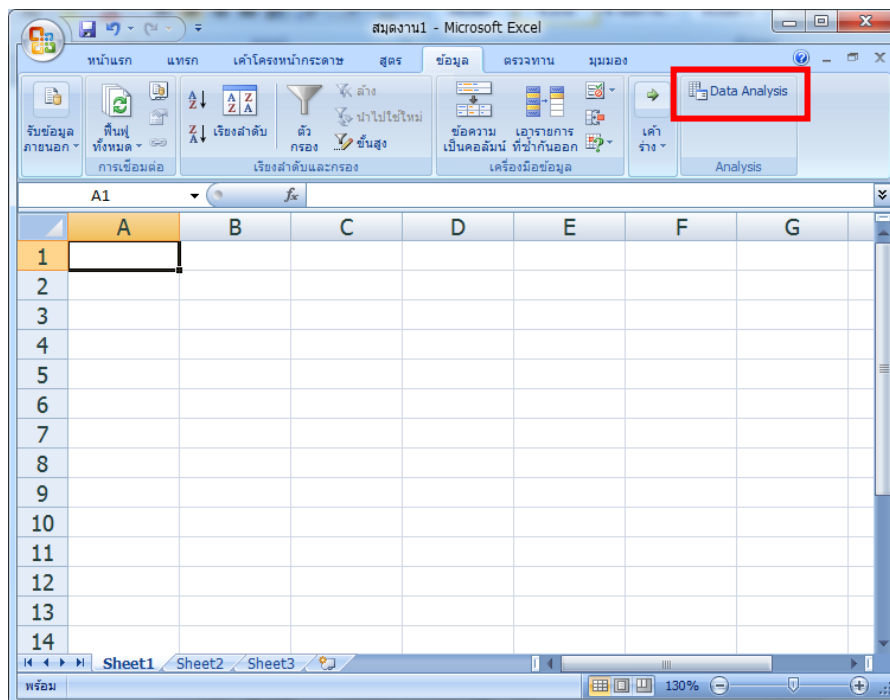 สมุดงาน1 - Microsoft Excel
หน้าแรก แทรก เค้าโครงหน้ากระดาษ สูตร ข้อมูล ตรวจทาน มุมมอง
รับข้อมูลภายนอก
ฟื้นฟูทั้งหมด
การเชื่อมต่อ
A Z
Z A
A Z Z A
เรียงลำดับ
ตัวกรอง
ล้าง
นำไปใช้ใหม่
ขั้นสูง
เรียงลำดับและกรอง
ข้อความเป็นคอลัมน์
เอารายการที่ซ้ำกันออก
เครื่องมือข้อมูล
เค้าร่าง
Data Analysis
Analysis
A1 fx
A B C D E F G
1
2
3
4
5
6
7
8
9
10
11
12
13
14
Sheet1 Sheet2 Sheet3
พร้อม 130%